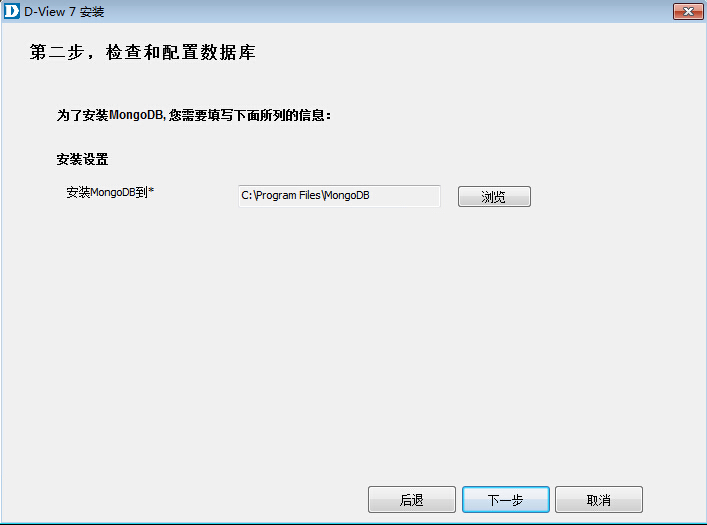 D-View 7 安装
第二步，检查和配置数据库
为了安装MongoDB, 您需要填写下面所列的信息：
安装设置
安装MongoDB到* C:\Program Files\MongoDB 浏览
后退 下一步 取消